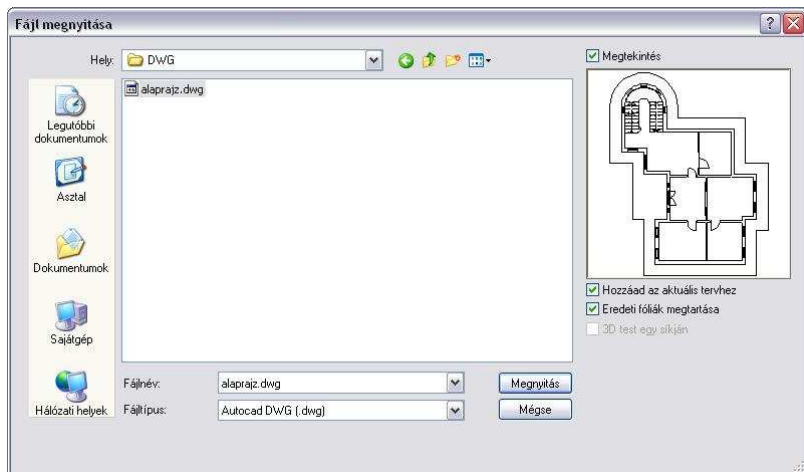 Fájl megnyitása
Hely: DWG
Megtekintés
alaprajz.dwg
Legutóbbi
dokumentumok
Asztal
Dokumentumok
Sajátgép
Hálózati helyek
Hozzáad az aktuális tervhez
Eredeti fóliák megtartása
3D test egy síkján
Fájlnév: alaprajz.dwg Megnyitás
Fájltípus: Autocad DWG (.dwg) Mégse